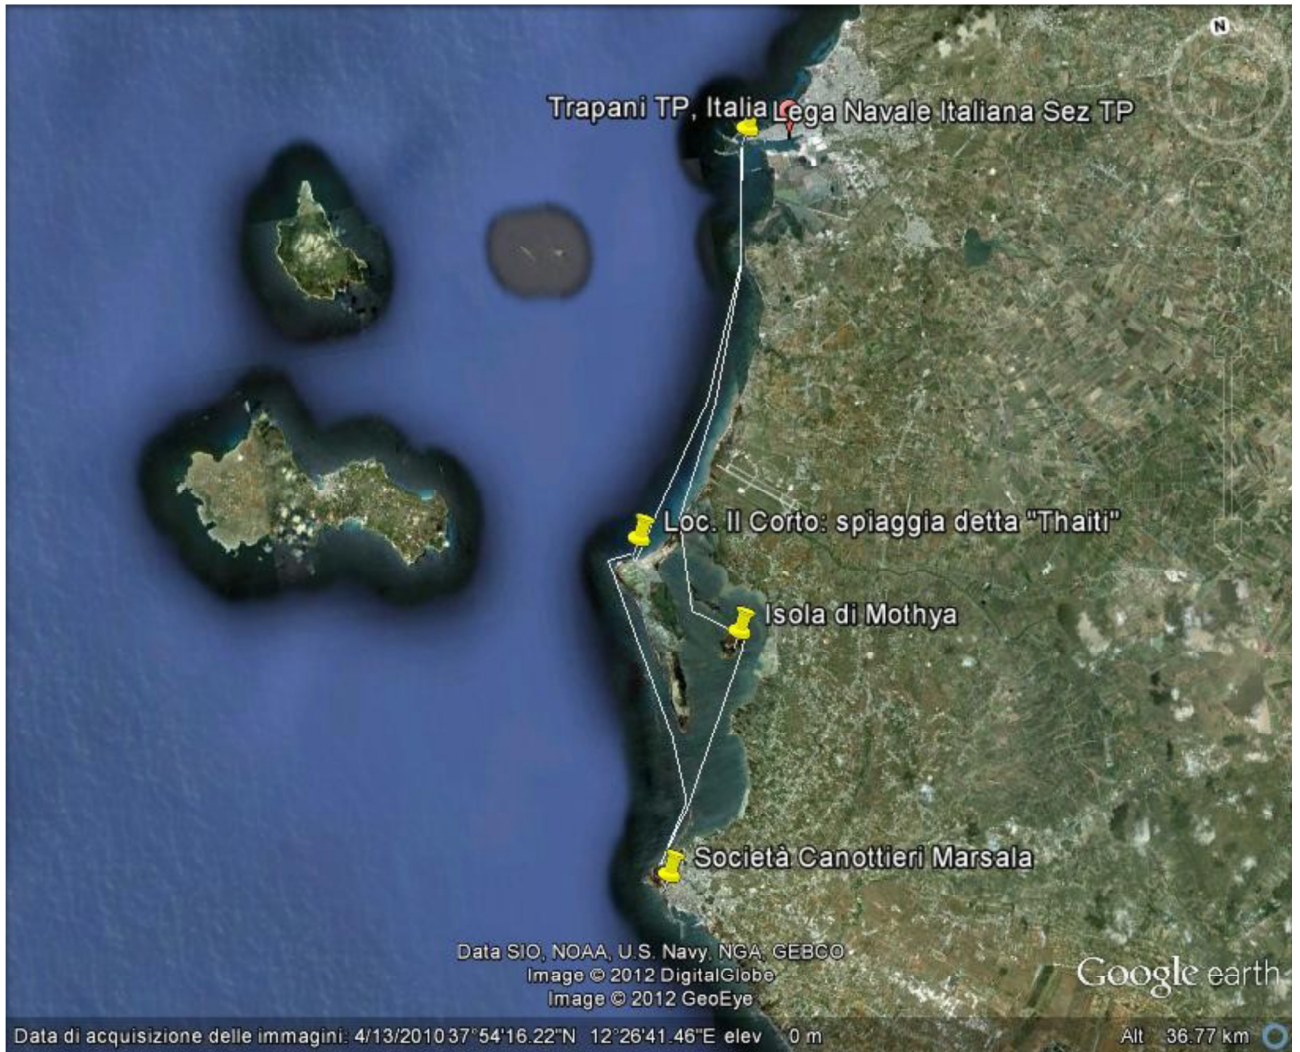 N
Trapani TP, Italia
Lega Navale Italiana Sez TP
Loc. Il Corto: spiaggia detta "Thaiti"
Isola di Mothya
Società Canottieri Marsala
Data SIO, NOAA, U.S. Navy, NGA, GEBCO
Image © 2012 DigitalGlobe
Image © 2012 GeoEye
Google earth
Data di acquisizione delle immagini: 4/13/2010 37°54'16.22"N 12°26'41.46"E elev 0 m
Alt 36.77 km